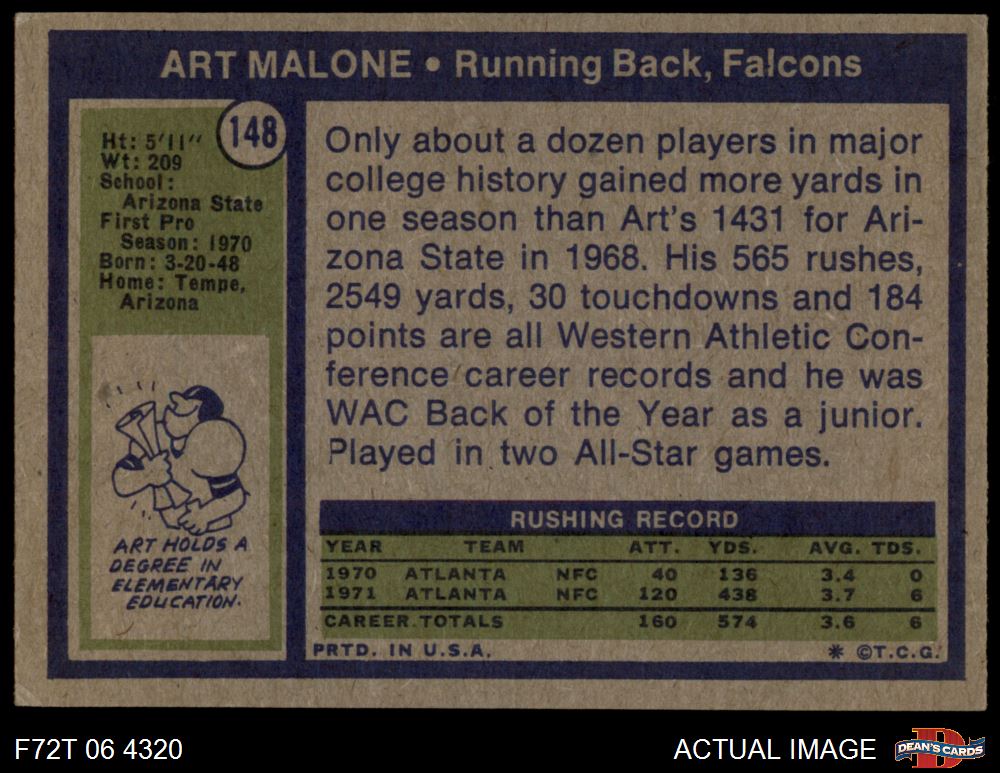 ART MALONE • Running Back, Falcons
148
Ht: 5'11"
Wt: 209
School:
Arizona State
First Pro
Season: 1970
Born: 3-20-48
Home: Tempe,
Arizona
ART HOLDS A
DEGREE IN
ELEMENTARY
EDUCATION.
Only about a dozen players in major
college history gained more yards in
one season than Art's 1431 for Ari-
zona State in 1968. His 565 rushes,
2549 yards, 30 touchdowns and 184
points are all Western Athletic Con-
ference career records and he was
WAC Back of the Year as a junior.
Played in two All-Star games.
RUSHING RECORD
YEAR TEAM ATT. YDS. AVG. TDS.
1970 ATLANTA NFC 40 136 3.4 0
1971 ATLANTA NFC 120 438 3.7 6
CAREER TOTALS 160 574 3.6 6
PRTD. IN U.S.A. * ©T.C.G.
F72T 06 4320 ACTUAL IMAGE
D
DEAN'S CARDS